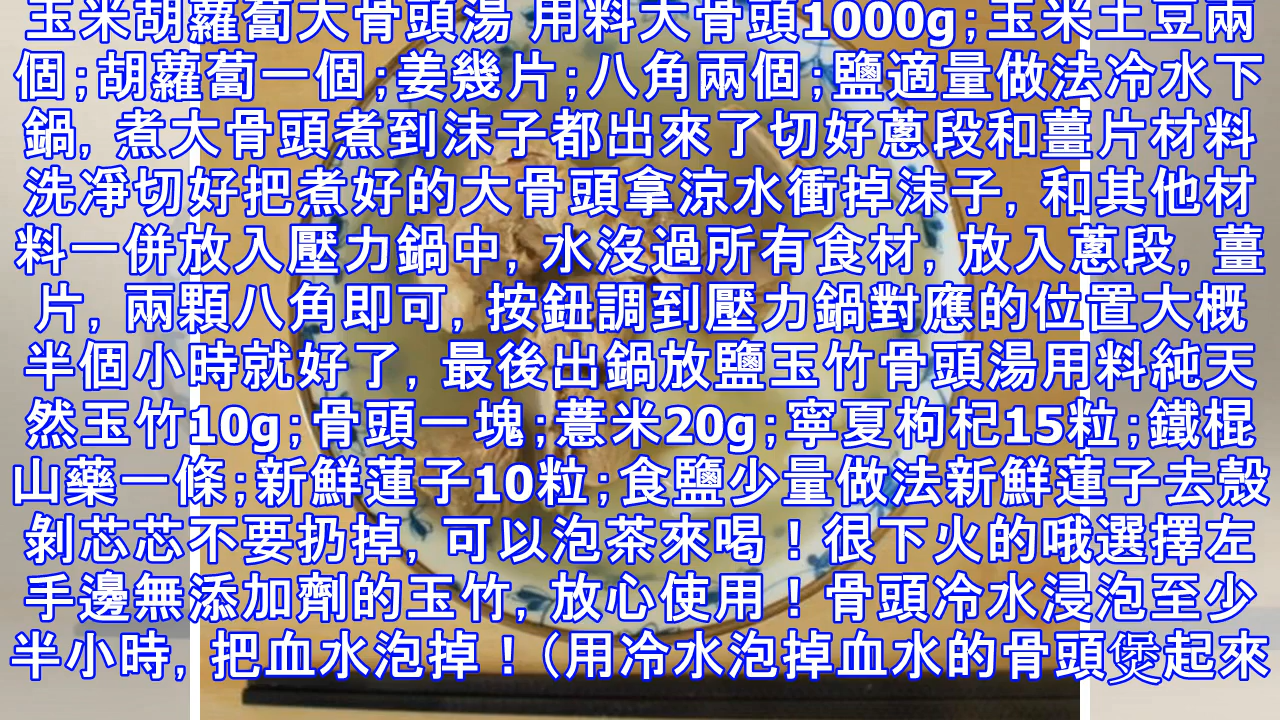 玉米胡蘿蔔大骨頭湯 用料大骨頭1000g;玉米土豆兩
個;胡蘿蔔一個;姜幾片;八角兩個;鹽適量做法冷水下
鍋, 煮大骨頭煮到沫子都出來了切好蔥段和薑片材料
洗凈切好把煮好的大骨頭拿涼水衝掉沫子, 和其他材
料一併放入壓力鍋中, 水沒過所有食材, 放入蔥段, 薑
片, 兩顆八角即可, 按鈕調到壓力鍋對應的位置大概
半個小時就好了, 最後出鍋放鹽玉竹骨頭湯用料純天
然玉竹10g;骨頭一塊;薏米20g;寧夏枸杞15粒;鐵棍
山藥一條;新鮮蓮子10粒;食鹽少量做法新鮮蓮子去殼
剝芯芯不要扔掉, 可以泡茶來喝！很下火的哦選擇左
手邊無添加劑的玉竹, 放心使用！骨頭冷水浸泡至少
半小時, 把血水泡掉！(用冷水泡掉血水的骨頭煲起來